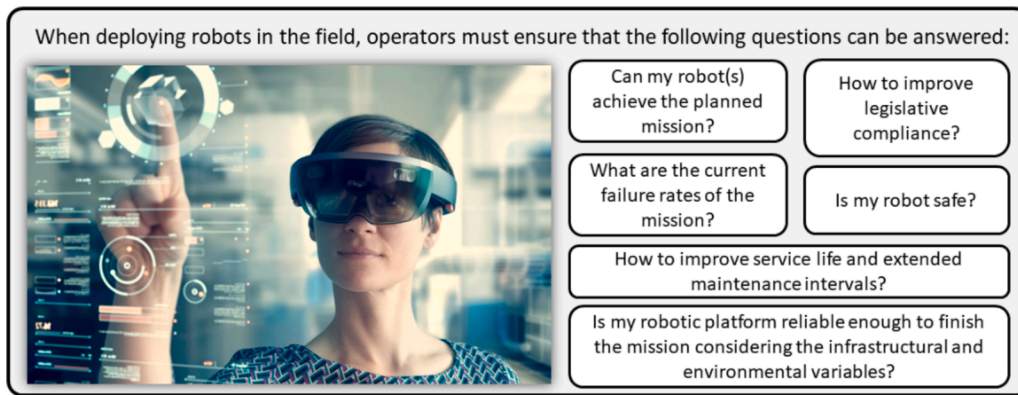 When deploying robots in the field, operators must ensure that the following questions can be answered:
Can my robot(s)
achieve the planned
mission?
How to improve
legislative
compliance?
What are the current
failure rates of the
mission?
Is my robot safe?
How to improve service life and extended
maintenance intervals?
Is my robotic platform reliable enough to finish
the mission considering the infrastructural and
environmental variables?